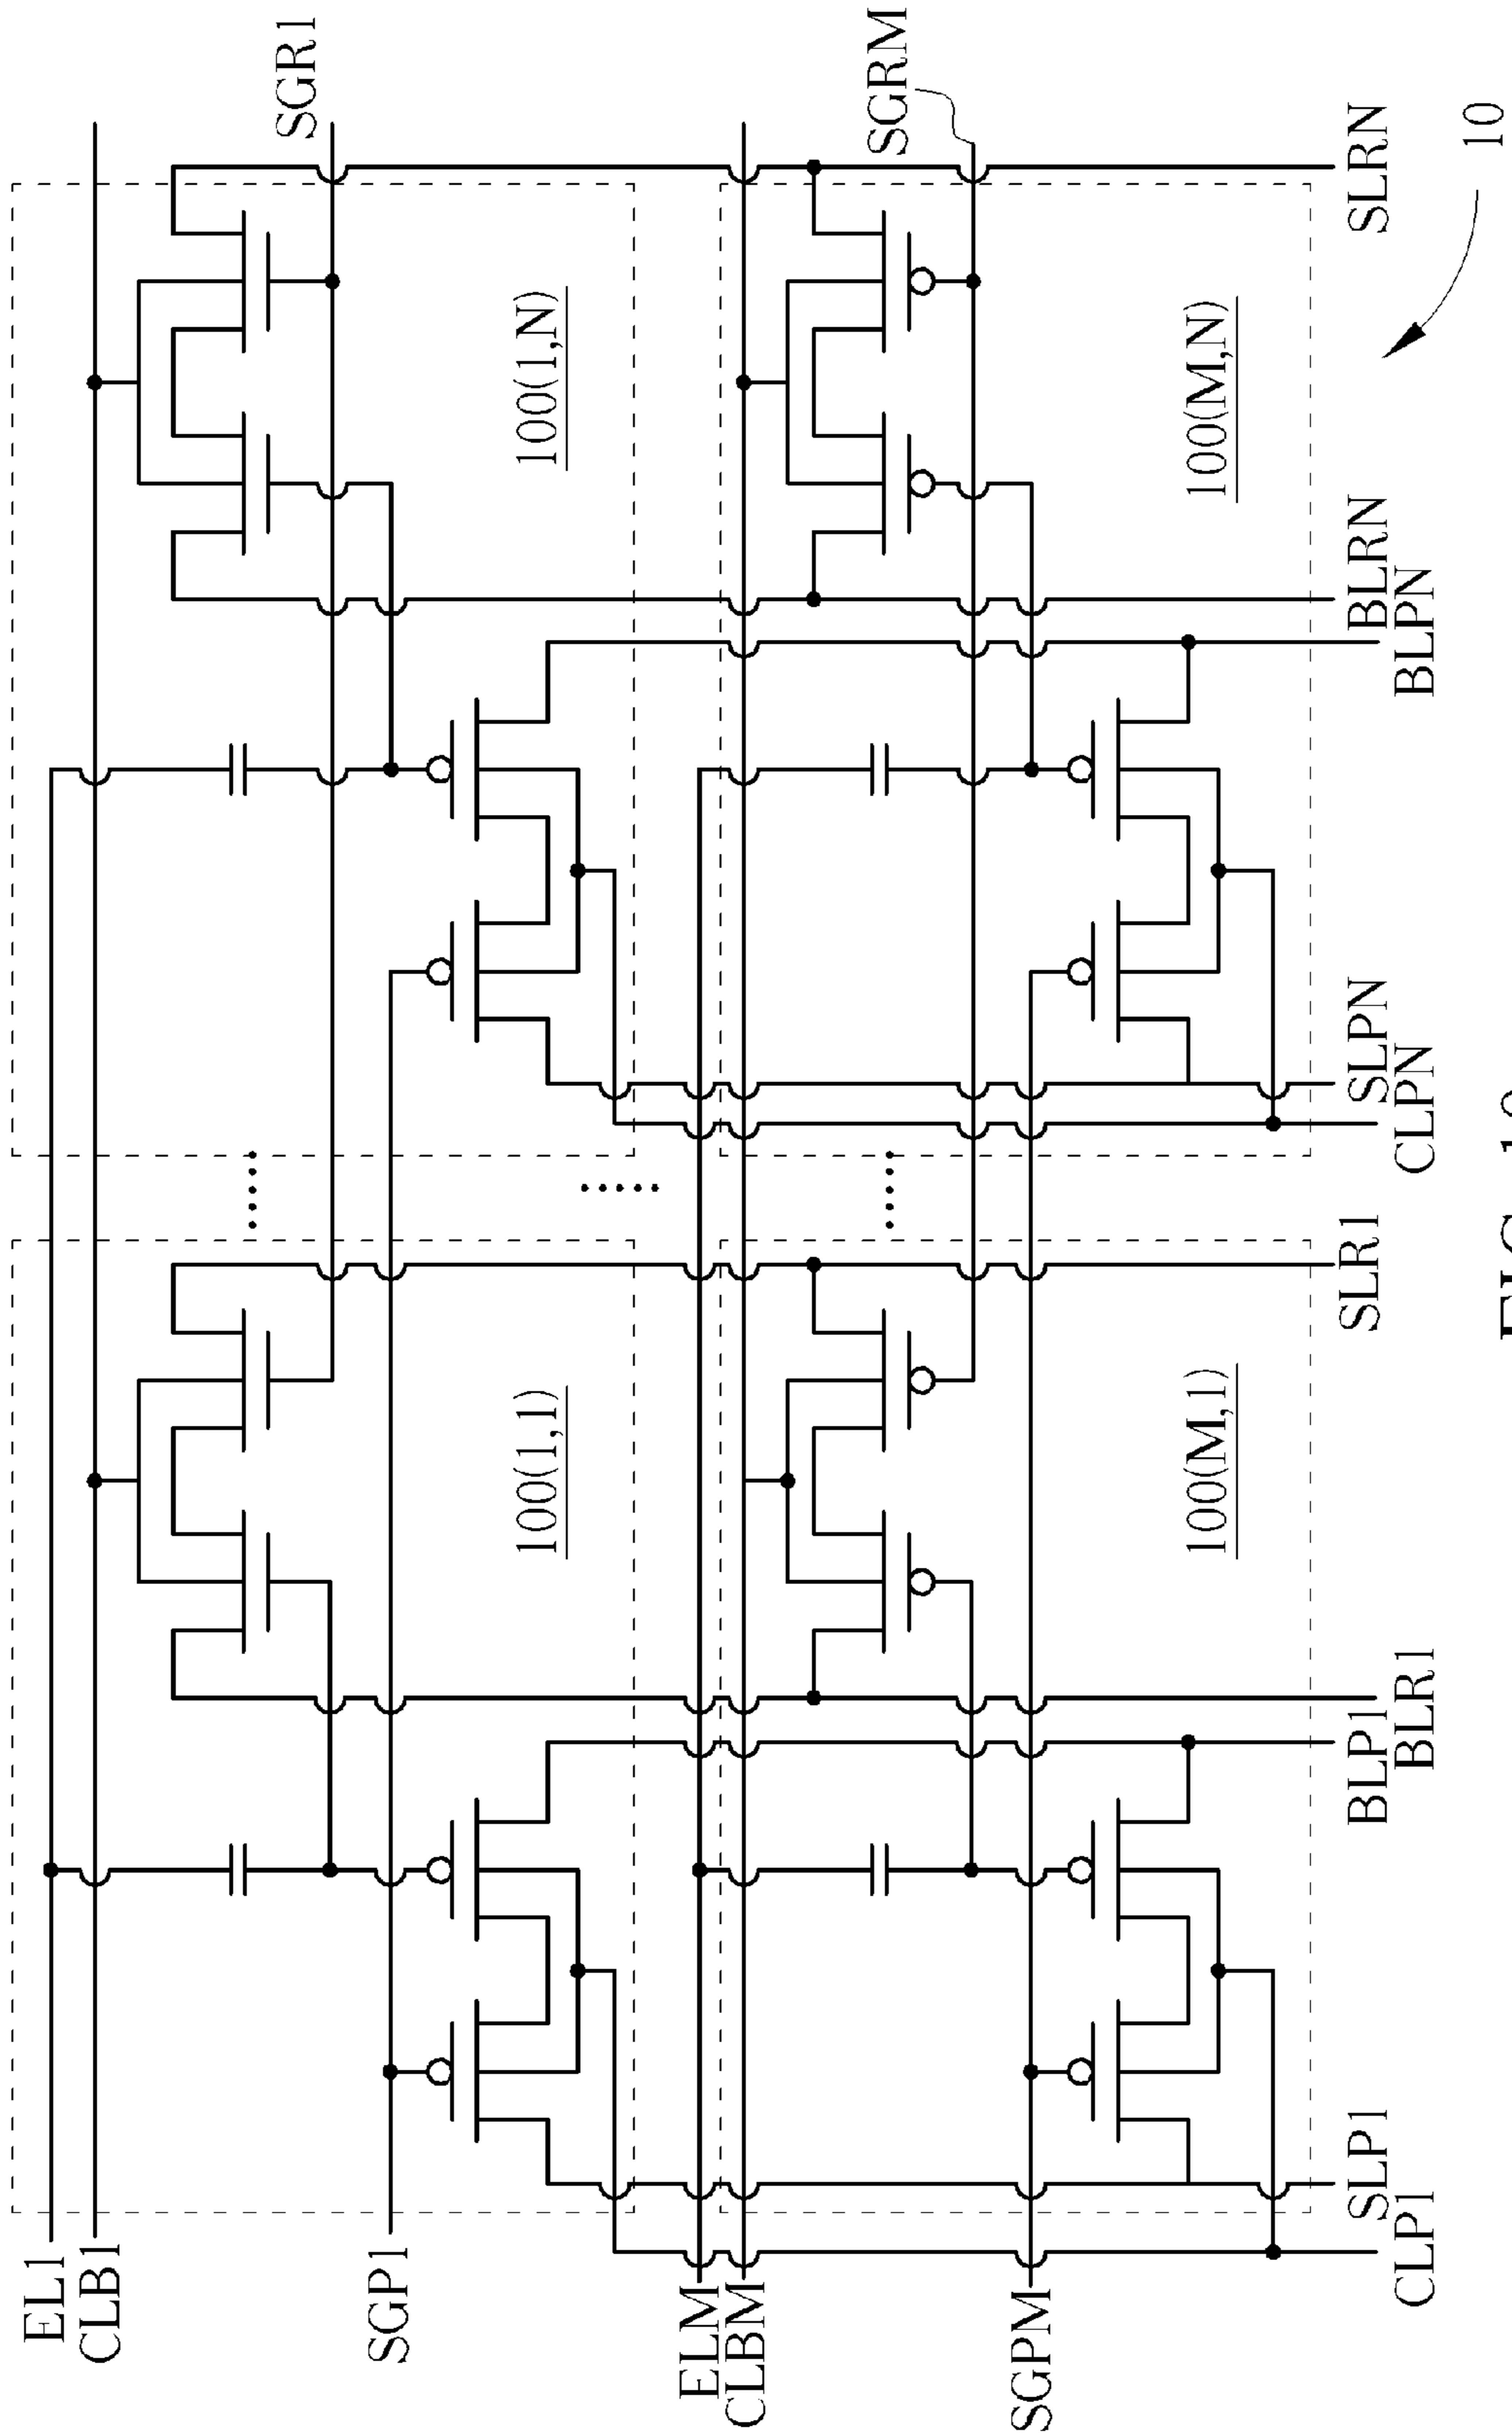 EL1
CLB1
SGR1
SGP1
100(1,1)
100(1,N)
ELM
CLBM
SGRM
SGPM
100(M,1)
100(M,N)
SLP1
CLP1
BLP1
BLR1
SLR1
SLPN
CLPN
BLRN
BLPN
SLRN
10